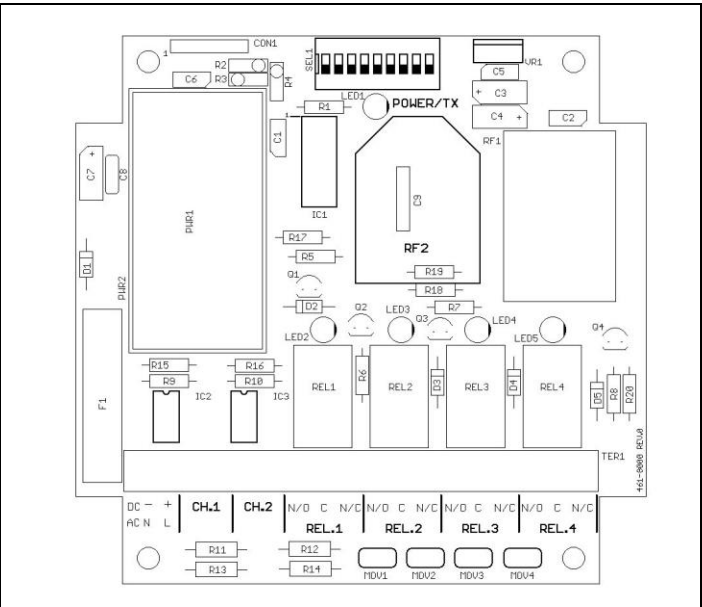 1 CON1
SEL1
VR1
R2
R3
R4
C6
C5
C3 +
C4 +
C2
LED1
POWER/TX
R1
1
C1
IC1
RF1
C7 +
C8
PWR1
PWR2
C9
RF2
R17
R5
R19
R18
R7
D1
Q1
D2
Q2
LED3
Q3
LED4
Q4
LED2
LED5
R15
R16
R9
R10
IC2
IC3
REL1
R6
REL2
D3
REL3
D4
REL4
D5
R8
R20
F1
TER1
461-0000 REV.0
DC - + CH.1 CH.2 N/O C N/C N/O C N/C N/O C N/C N/O C N/C
AC N L REL.1 REL.2 REL.3 REL.4
R11 R12
R13 R14
MOV1 MOV2 MOV3 MOV4